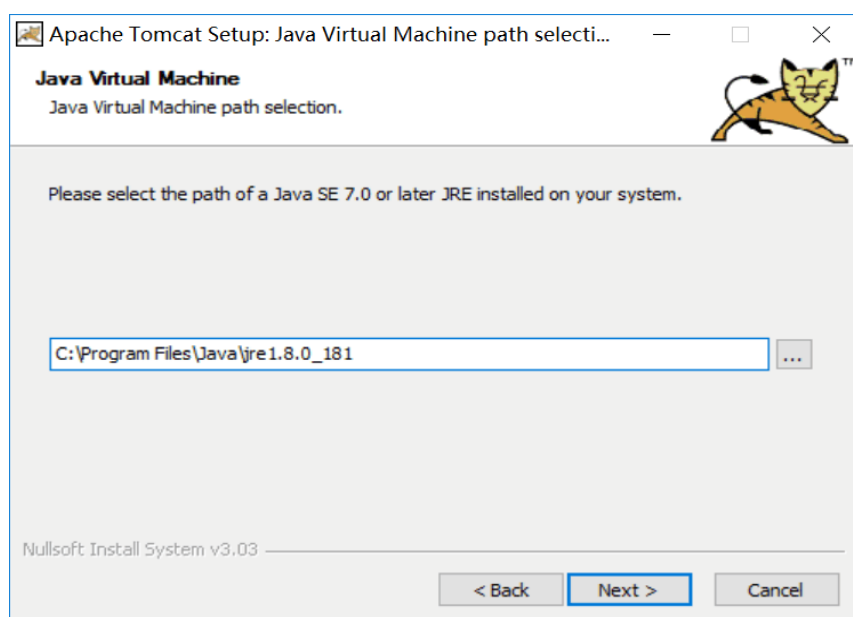 Apache Tomcat Setup: Java Virtual Machine path selecti...
Java Virtual Machine
Java Virtual Machine path selection.
TM
Please select the path of a Java SE 7.0 or later JRE installed on your system.
C:\Program Files\Java\jre1.8.0_181
...
Nullsoft Install System v3.03
< Back
Next >
Cancel